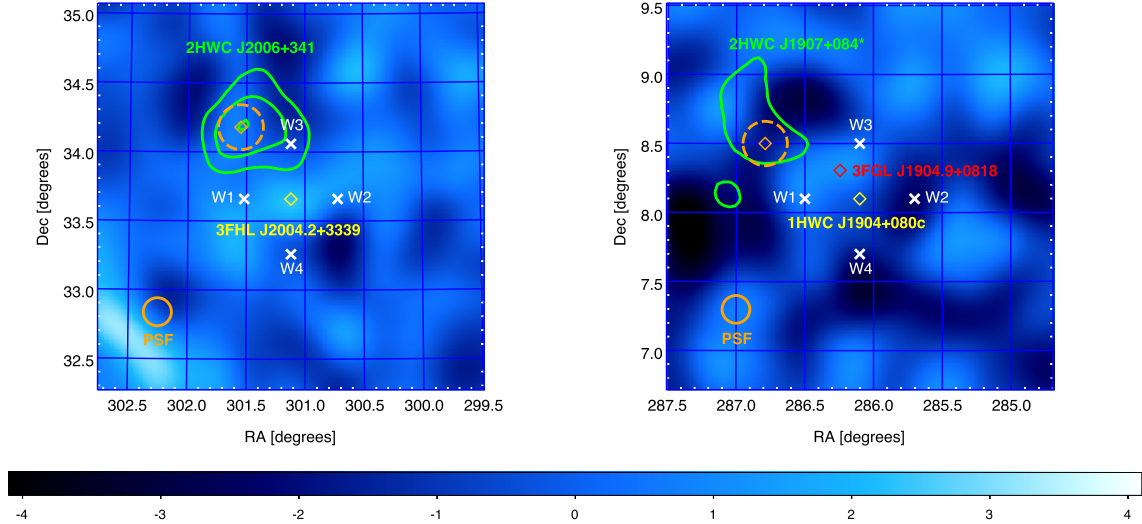 35.0
34.5
34.0
33.5
33.0
32.5
Dec [degrees]
2HWC J2006+341
W3
W1
W2
3FHL J2004.2+3339
W4
PSF
302.5 302.0 301.5 301.0 300.5 300.0 299.5
RA [degrees]
9.5
9.0
8.5
8.0
7.5
7.0
Dec [degrees]
2HWC J1907+084*
W3
3FGL J1904.9+0818
W1
W2
1HWC J1904+080c
W4
PSF
287.5 287.0 286.5 286.0 285.5 285.0
RA [degrees]
-4 -3 -2 -1 0 1 2 3 4